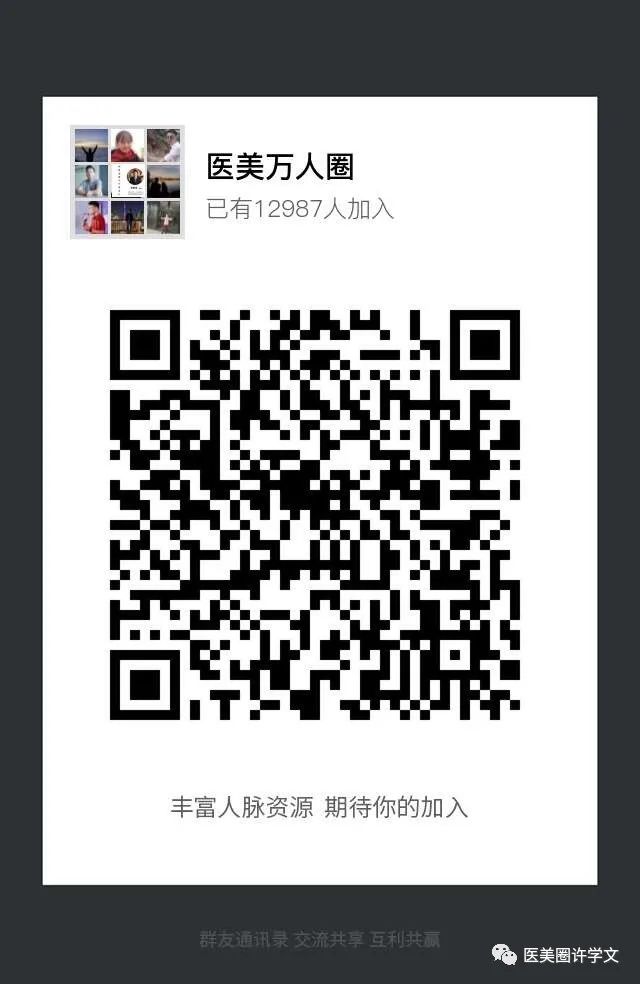 医美万人圈
已有12987人加入
丰富人脉资源 期待你的加入
群友通讯录 交流共享 互利共赢
医美圈许学文